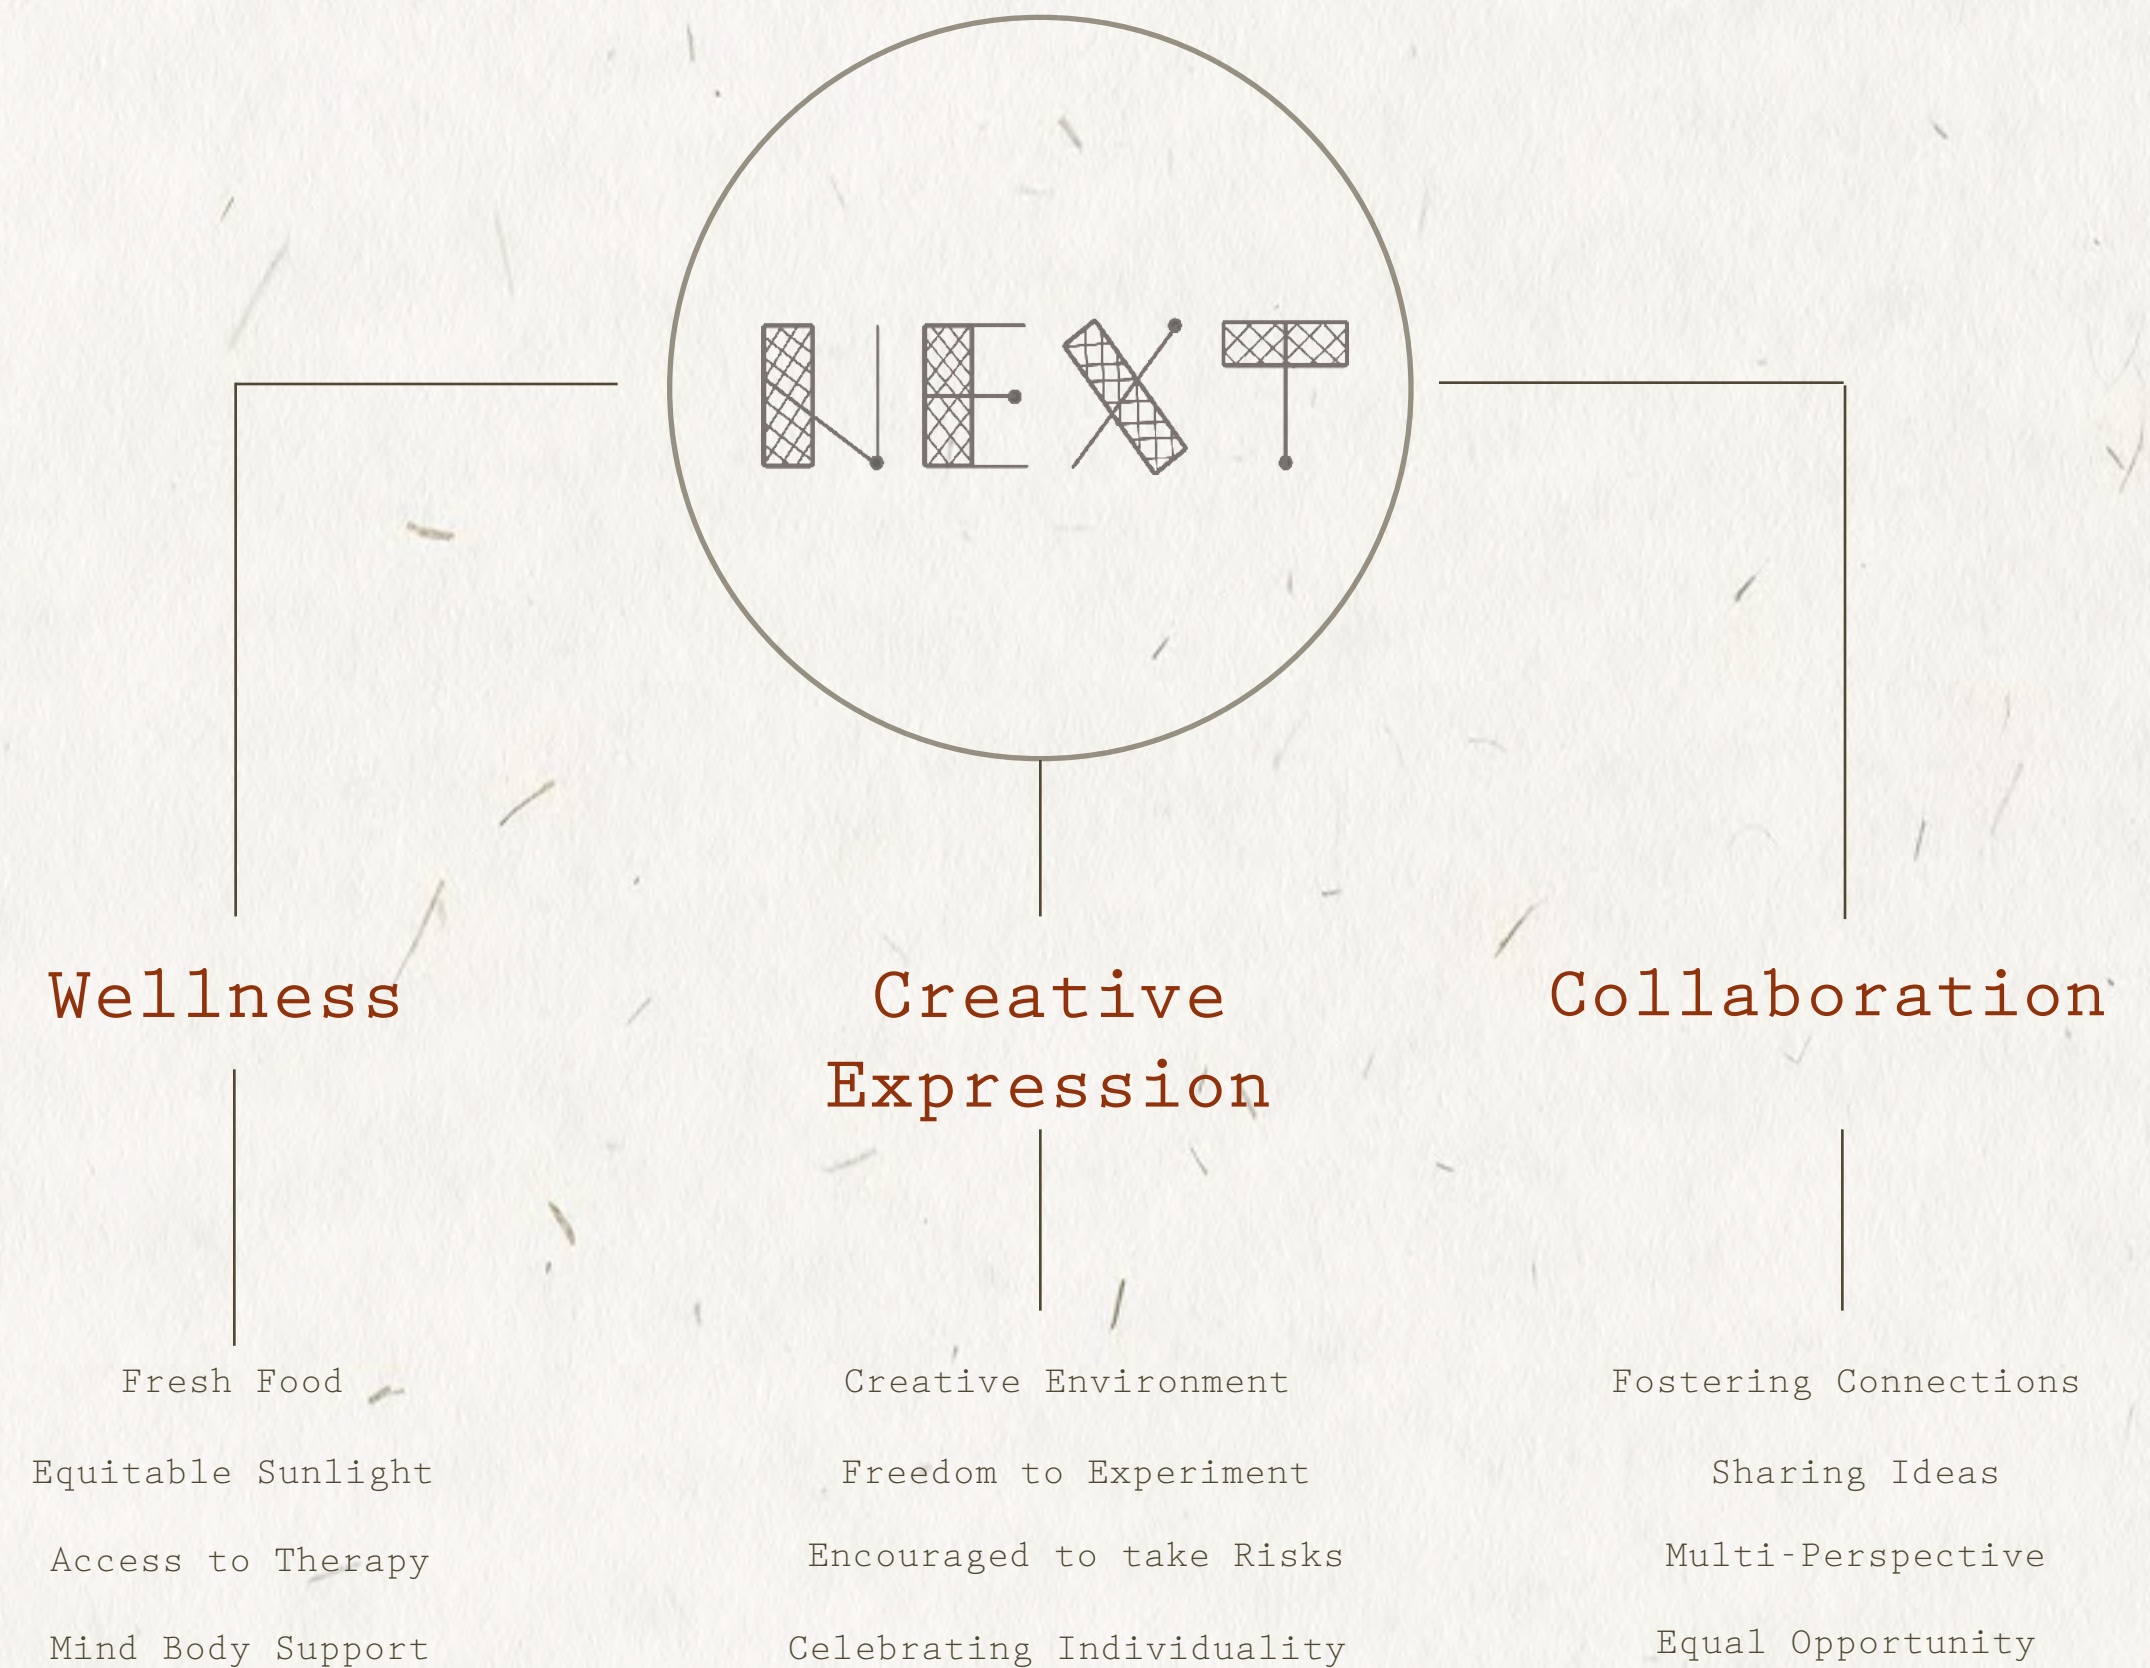 NEXT
Wellness
Creative
Expression
Collaboration
Fresh Food
Equitable Sunlight
Access to Therapy
Mind Body Support
Creative Environment
Freedom to Experiment
Encouraged to take Risks
Celebrating Individuality
Fostering Connections
Sharing Ideas
Multi-Perspective
Equal Opportunity